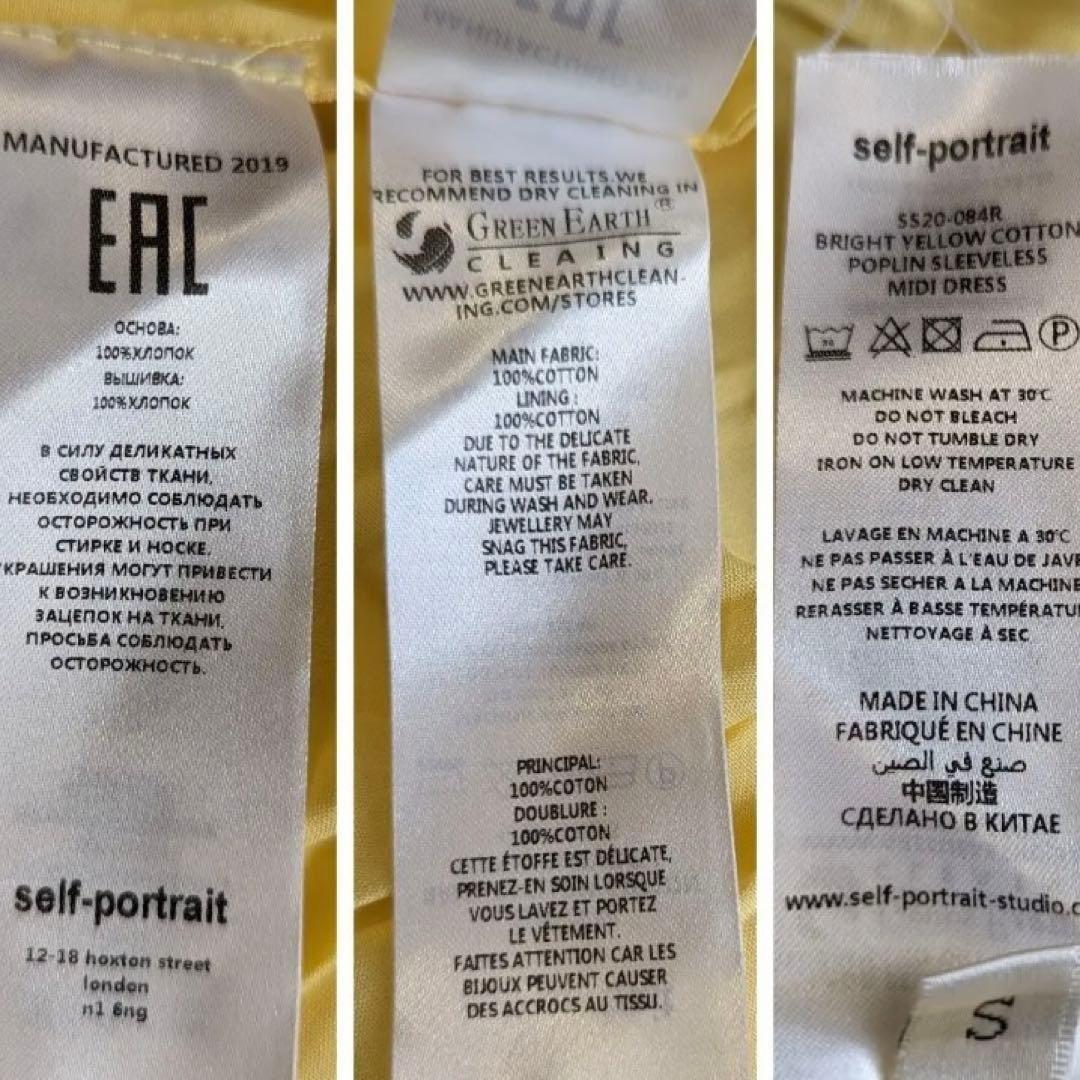 MANUFACTURED 2019
EAC
ОСНОВА:
100%ХЛОПОК
ВЫШИВКА:
100%ХЛОПОК
В СИЛУ ДЕЛИКАТНЫХ
СВОЙСТВ ТКАНИ,
НЕОБХОДИМО СОБЛЮДАТЬ
ОСТОРОЖНОСТЬ ПРИ
СТИРКЕ И НОСКЕ.
УКРАШЕНИЯ МОГУТ ПРИВЕСТИ
К ВОЗНИКНОВЕНИЮ
ЗАЦЕПОК НА ТКАНИ,
ПРОСЬБА СОБЛЮДАТЬ
ОСТОРОЖНОСТЬ.
self-portrait
12-18 hoxton street
london
n1 6ng
FOR BEST RESULTS.WE
RECOMMEND DRY CLEANING IN
GREEN EARTH®
CLEAING
WWW.GREENEARTHCLEAN-
ING.COM/STORES
MAIN FABRIC:
100%COTTON
LINING :
100%COTTON
DUE TO THE DELICATE
NATURE OF THE FABRIC,
CARE MUST BE TAKEN
DURING WASH AND WEAR.
JEWELLERY MAY
SNAG THIS FABRIC,
PLEASE TAKE CARE.
PRINCIPAL:
100%COTON
DOUBLURE :
100%COTON
CETTE ÉTOFFE EST DÉLICATE,
PRENEZ-EN SOIN LORSQUE
VOUS LAVEZ ET PORTEZ
LE VÊTEMENT.
FAITES ATTENTION CAR LES
BIJOUX PEUVENT CAUSER
DES ACCROCS AU TISSU.
self-portrait
SS20-084R
BRIGHT YELLOW COTTON
POPLIN SLEEVELESS
MIDI DRESS
30 P
MACHINE WASH AT 30℃
DO NOT BLEACH
DO NOT TUMBLE DRY
IRON ON LOW TEMPERATURE
DRY CLEAN
LAVAGE EN MACHINE A 30℃
NE PAS PASSER À L'EAU DE JAVE
NE PAS SECHER A LA MACHINE
RERASSER À BASSE TEMPÉRATU
NETTOYAGE À SEC
MADE IN CHINA
FABRIQUÉ EN CHINE
صنع في الصين
中国制造
СДЕЛАНО В КИТАЕ
www.self-portrait-studio.c
S